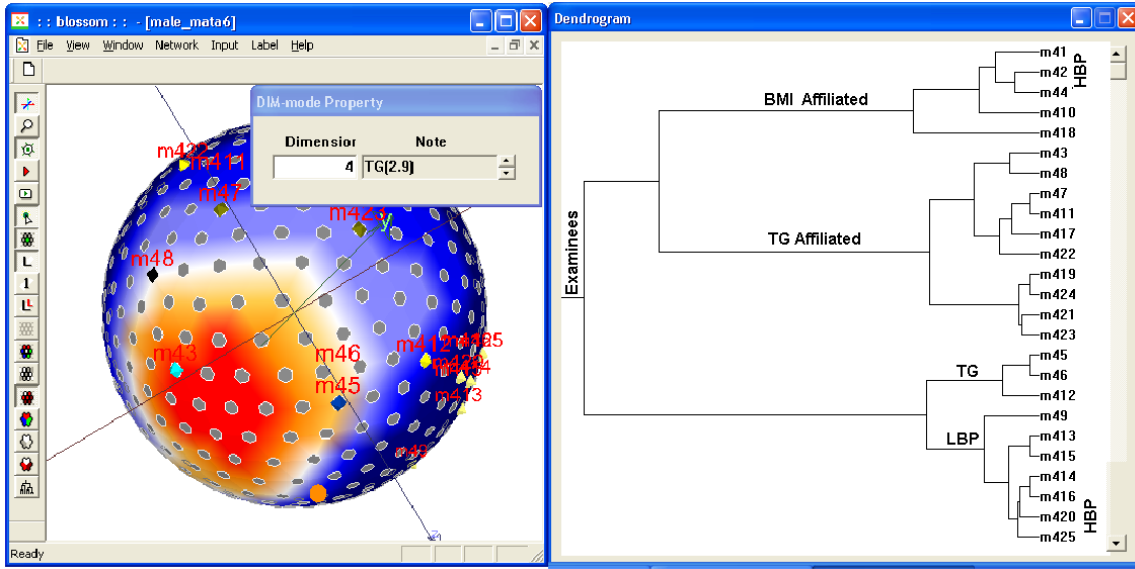 : : blossom : : - [male_mata6]
File View Window Network Input Label Help
DIM-mode Property
Dimension Note
4 TG(2.9)
m422
m411
m47
m423
y
m48
m46
m43
m45
m412
m413
m49
1
L
Ready
Dendrogram
Examinees
BMI Affiliated
TG Affiliated
TG
LBP
HBP
HBP
m41
m42
m44
m410
m418
m43
m48
m47
m411
m417
m422
m419
m424
m421
m423
m45
m46
m412
m49
m413
m415
m414
m416
m420
m425